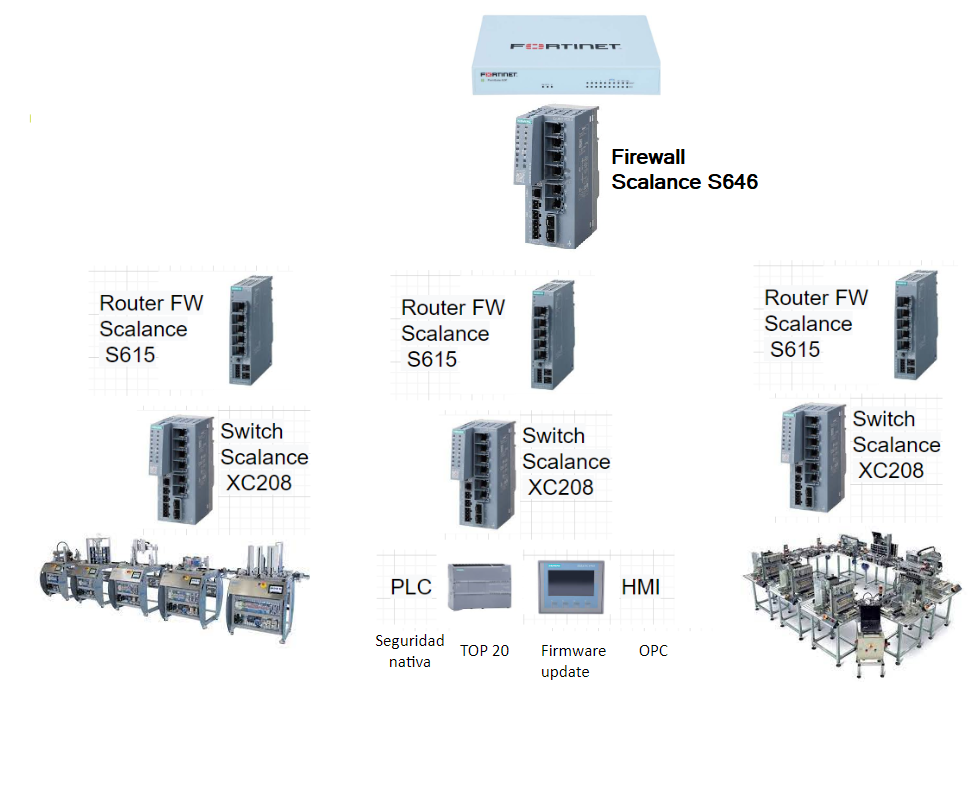 FORTINET
FORTINET
Firewall
Scalance S646
Router FW
Scalance
S615
Router FW
Scalance
S615
Router FW
Scalance
S615
Switch
Scalance
XC208
Switch
Scalance
XC208
Switch
Scalance
XC208
PLC
HMI
Seguridad
nativa
TOP 20
Firmware
update
OPC